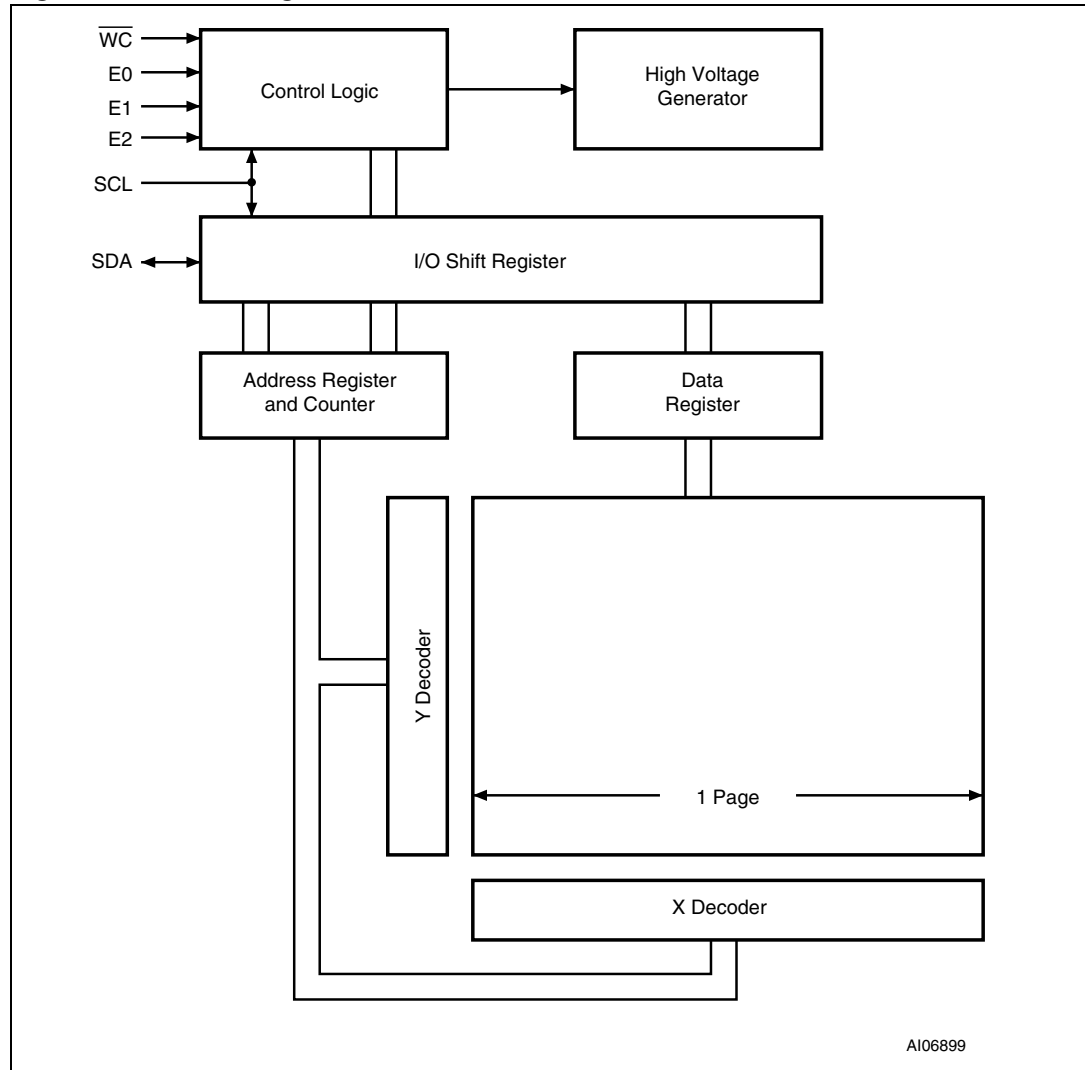 W̅C̅
E0
E1
E2
Control Logic
High Voltage
Generator
SCL
SDA
I/O Shift Register
Address Register
and Counter
Data
Register
Y Decoder
1 Page
X Decoder
AI06899